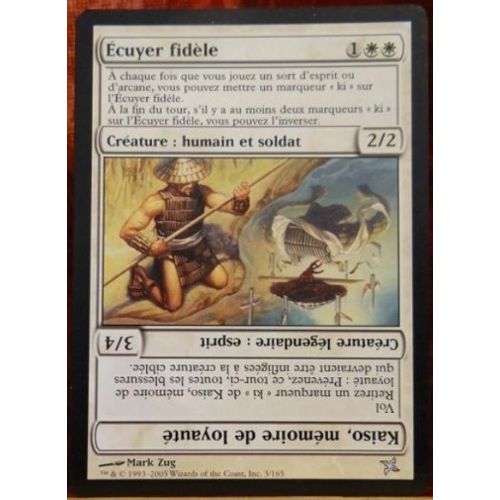 Écuyer fidèle 1
À chaque fois que vous jouez un sort d'esprit ou
d'arcane, vous pouvez mettre un marqueur « ki » sur
l'Écuyer fidèle.
À la fin du tour, s'il y a au moins deux marqueurs « ki »
sur l'Écuyer fidèle, vous pouvez l'inverser.
Créature : humain et soldat 2/2
Kaiso, mémoire de loyauté
Vol
Retirez un marqueur « ki » de Kaiso, mémoire de
loyauté : Prévenez, ce tour-ci, toutes les blessures
qui devraient être infligées à la créature ciblée.
Créature légendaire : esprit 3/4
Mark Zug
™ & © 1993–2005 Wizards of the Coast, Inc. 3/165